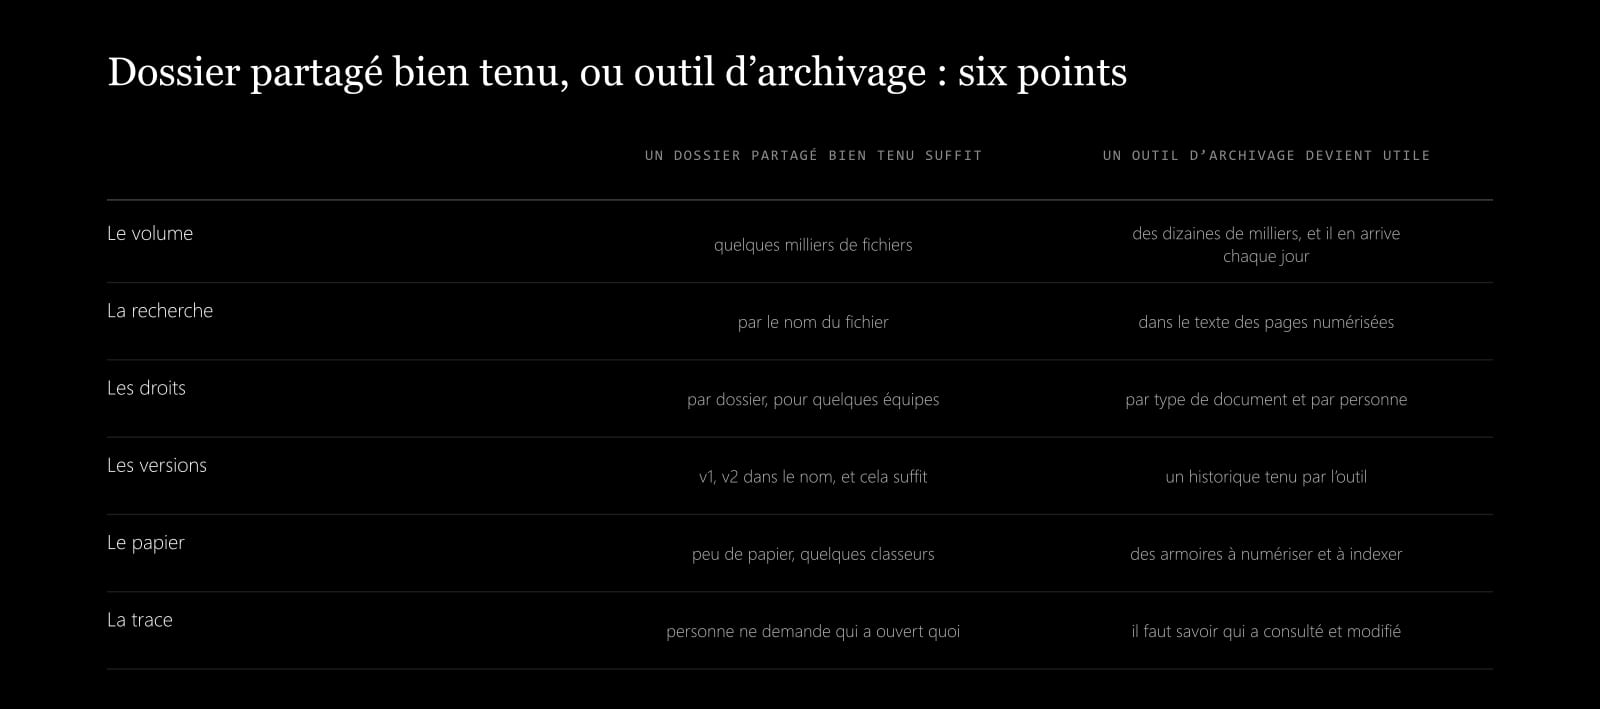 Dossier partagé bien tenu, ou outil d’archivage : six points
UN DOSSIER PARTAGÉ BIEN TENU SUFFIT
UN OUTIL D’ARCHIVAGE DEVIENT UTILE
Le volume
quelques milliers de fichiers
des dizaines de milliers, et il en arrive
chaque jour
La recherche
par le nom du fichier
dans le texte des pages numérisées
Les droits
par dossier, pour quelques équipes
par type de document et par personne
Les versions
v1, v2 dans le nom, et cela suffit
un historique tenu par l’outil
Le papier
peu de papier, quelques classeurs
des armoires à numériser et à indexer
La trace
personne ne demande qui a ouvert quoi
il faut savoir qui a consulté et modifié